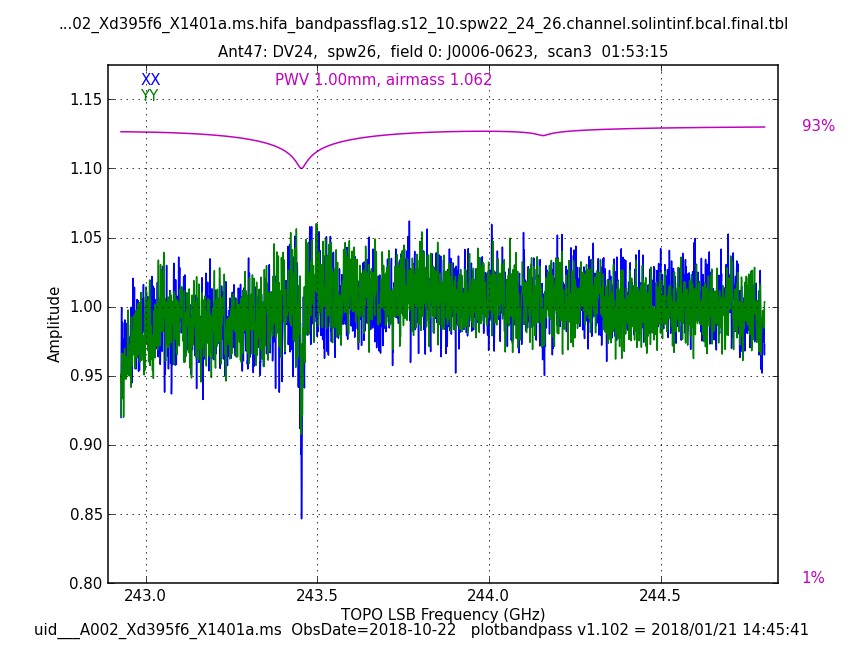 ...02_Xd395f6_X1401a.ms.hifa_bandpassflag.s12_10.spw22_24_26.channel.solintinf.bcal.final.tbl
Ant47: DV24,  spw26,  field 0: J0006-0623,  scan3  01:53:15
XX
YY
PWV 1.00mm, airmass 1.062
93%
1%
1.15
1.10
1.05
1.00
0.95
0.90
0.85
0.80
Amplitude
243.0 243.5 244.0 244.5
TOPO LSB Frequency (GHz)
uid___A002_Xd395f6_X1401a.ms  ObsDate=2018-10-22   plotbandpass v1.102 = 2018/01/21 14:45:41